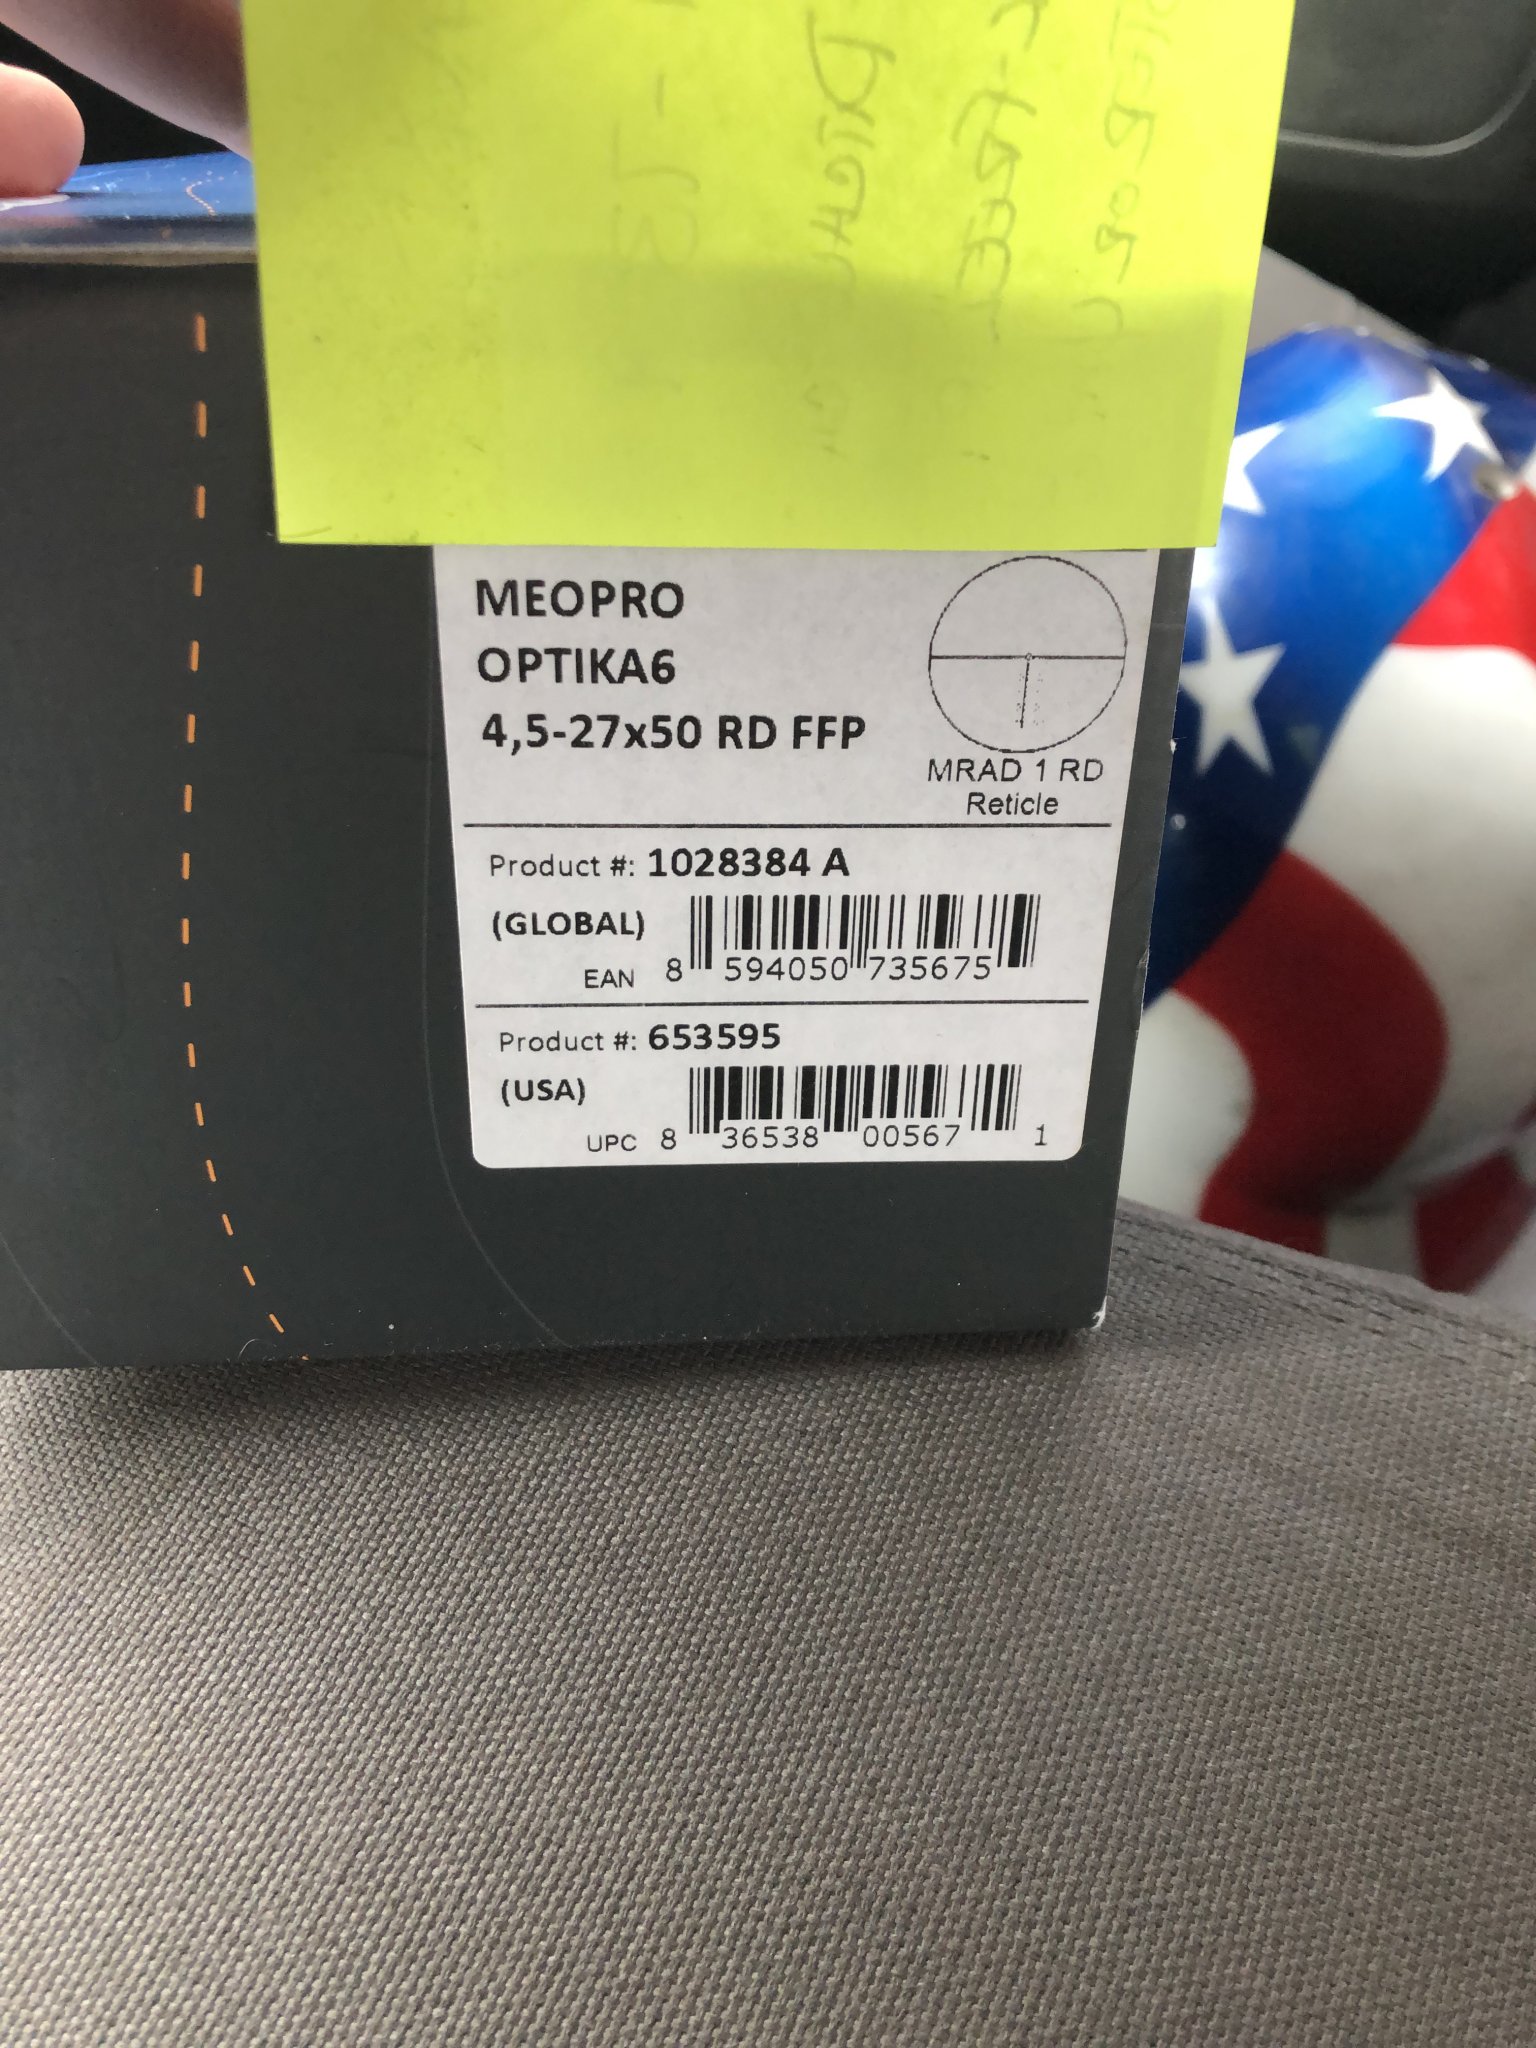 MEOPRO
OPTIKA6
4,5-27x50 RD FFP
MRAD 1 RD
Reticle
Product #: 1028384 A
(GLOBAL)
EAN 8 594050 735675
Product #: 653595
(USA)
UPC 8 36538 00567 1